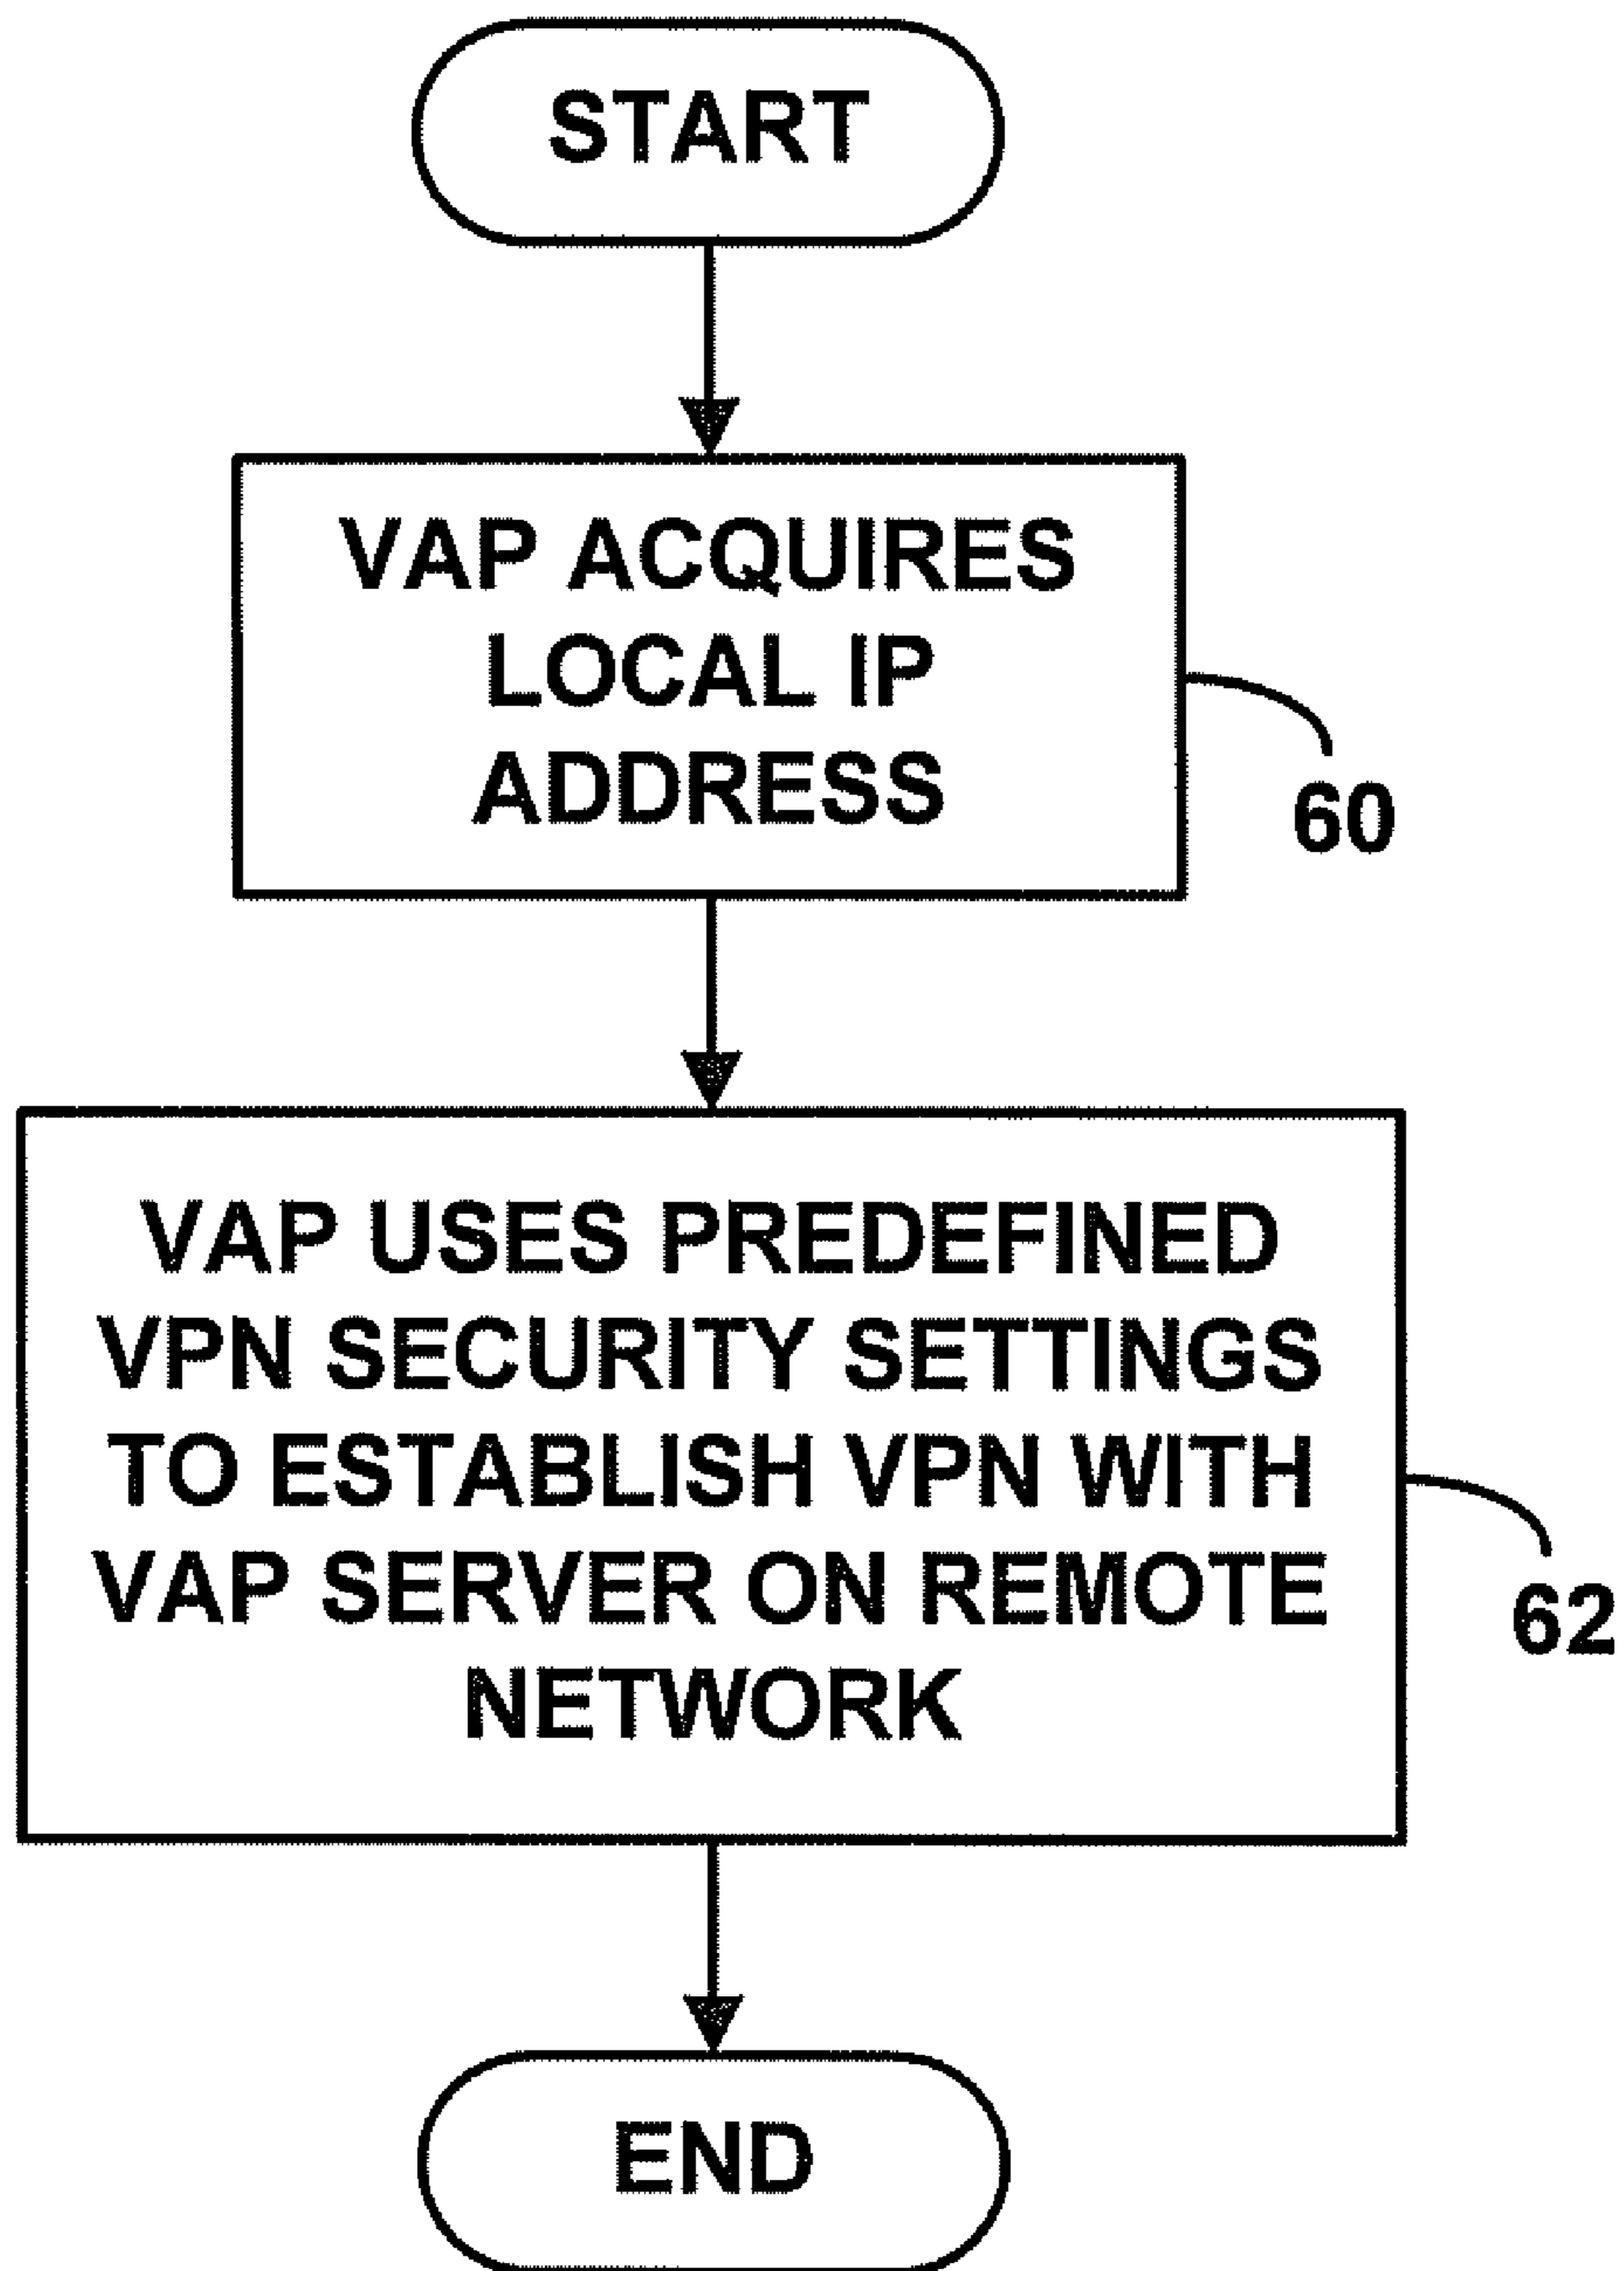 START
VAP ACQUIRES
LOCAL IP
ADDRESS
60
VAP USES PREDEFINED
VPN SECURITY SETTINGS
TO ESTABLISH VPN WITH
VAP SERVER ON REMOTE
NETWORK
62
END